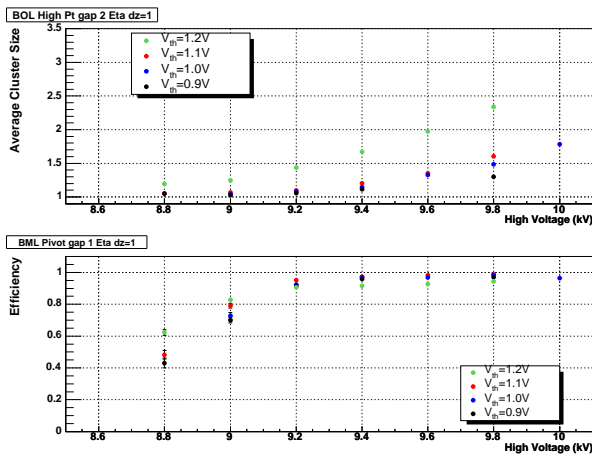 BOL High Pt gap 2 Eta dz=1
Average Cluster Size
3.5
3
2.5
2
1.5
1
V_th=1.2V
V_th=1.1V
V_th=1.0V
V_th=0.9V
8.6 8.8 9 9.2 9.4 9.6 9.8 10
High Voltage (kV)
BML Pivot gap 1 Eta dz=1
Efficiency
1
0.8
0.6
0.4
0.2
0
V_th=1.2V
V_th=1.1V
V_th=1.0V
V_th=0.9V
8.6 8.8 9 9.2 9.4 9.6 9.8 10
High Voltage (kV)